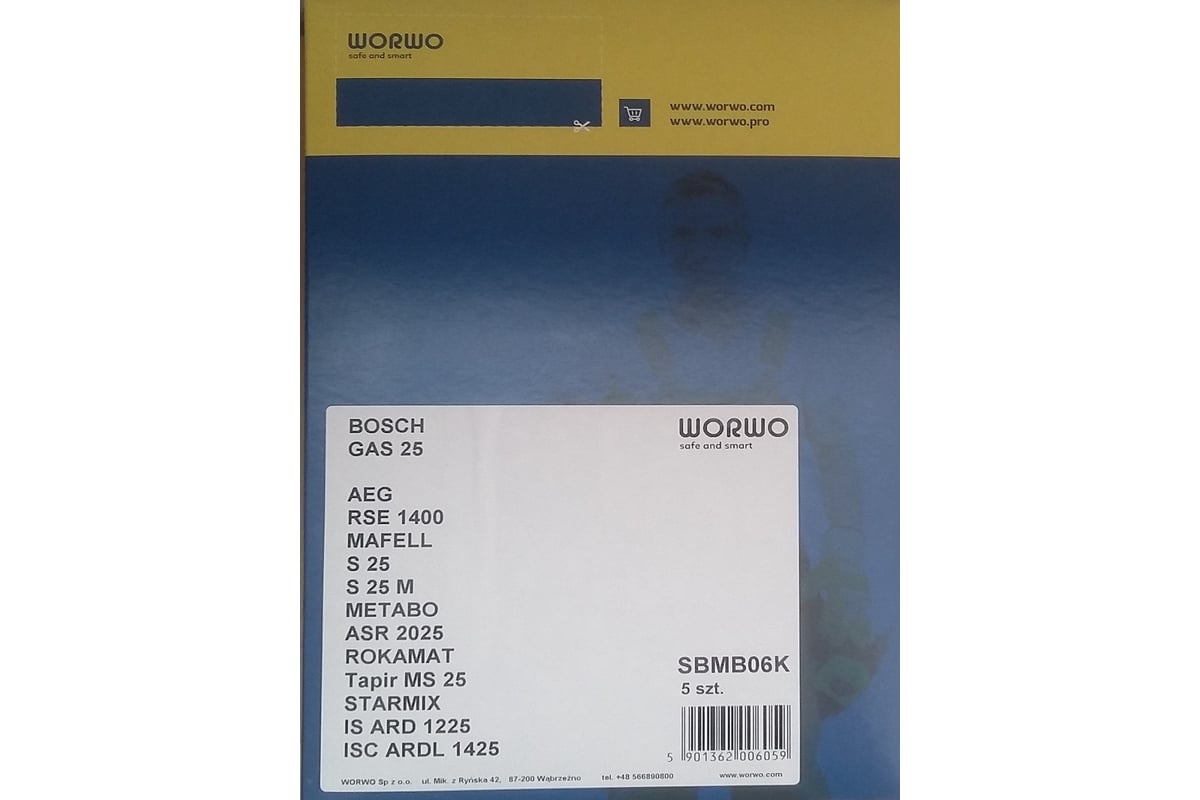 WORWO
safe and smart
www.worwo.com
www.worwo.pro
BOSCH
GAS 25
AEG
RSE 1400
MAFELL
S 25
S 25 M
METABO
ASR 2025
ROKAMAT
Tapir MS 25
STARMIX
IS ARD 1225
ISC ARDL 1425
WORWO
safe and smart
SBMB06K
5 szt.
5 901362 006059
WORWO Sp z o.o. ul. Mik. z Ryńska 42, 87-200 Wąbrzeźno tel. +48 566890800 www.worwo.com